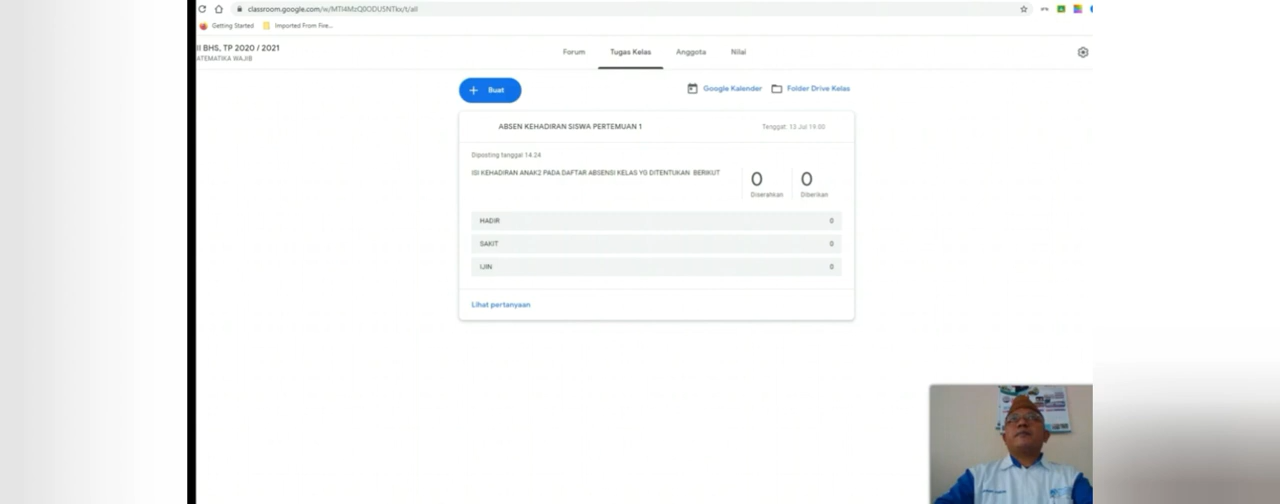 classroom.google.com/w/MTI4MzQ0ODU5NTkx/t/all
Getting Started Imported From Fire...
II BHS, TP 2020 / 2021
ATEMATIKA WAJIB
Forum Tugas Kelas Anggota Nilai
Buat
Google Kalender Folder Drive Kelas
ABSEN KEHADIRAN SISWA PERTEMUAN 1 Tenggat: 13 Jul 19.00
Diposting tanggal 14.24
ISI KEHADIRAN ANAK2 PADA DAFTAR ABSENSI KELAS YG DITENTUKAN BERIKUT
0 0
Diserahkan Diberikan
HADIR 0
SAKIT 0
IJIN 0
Lihat pertanyaan